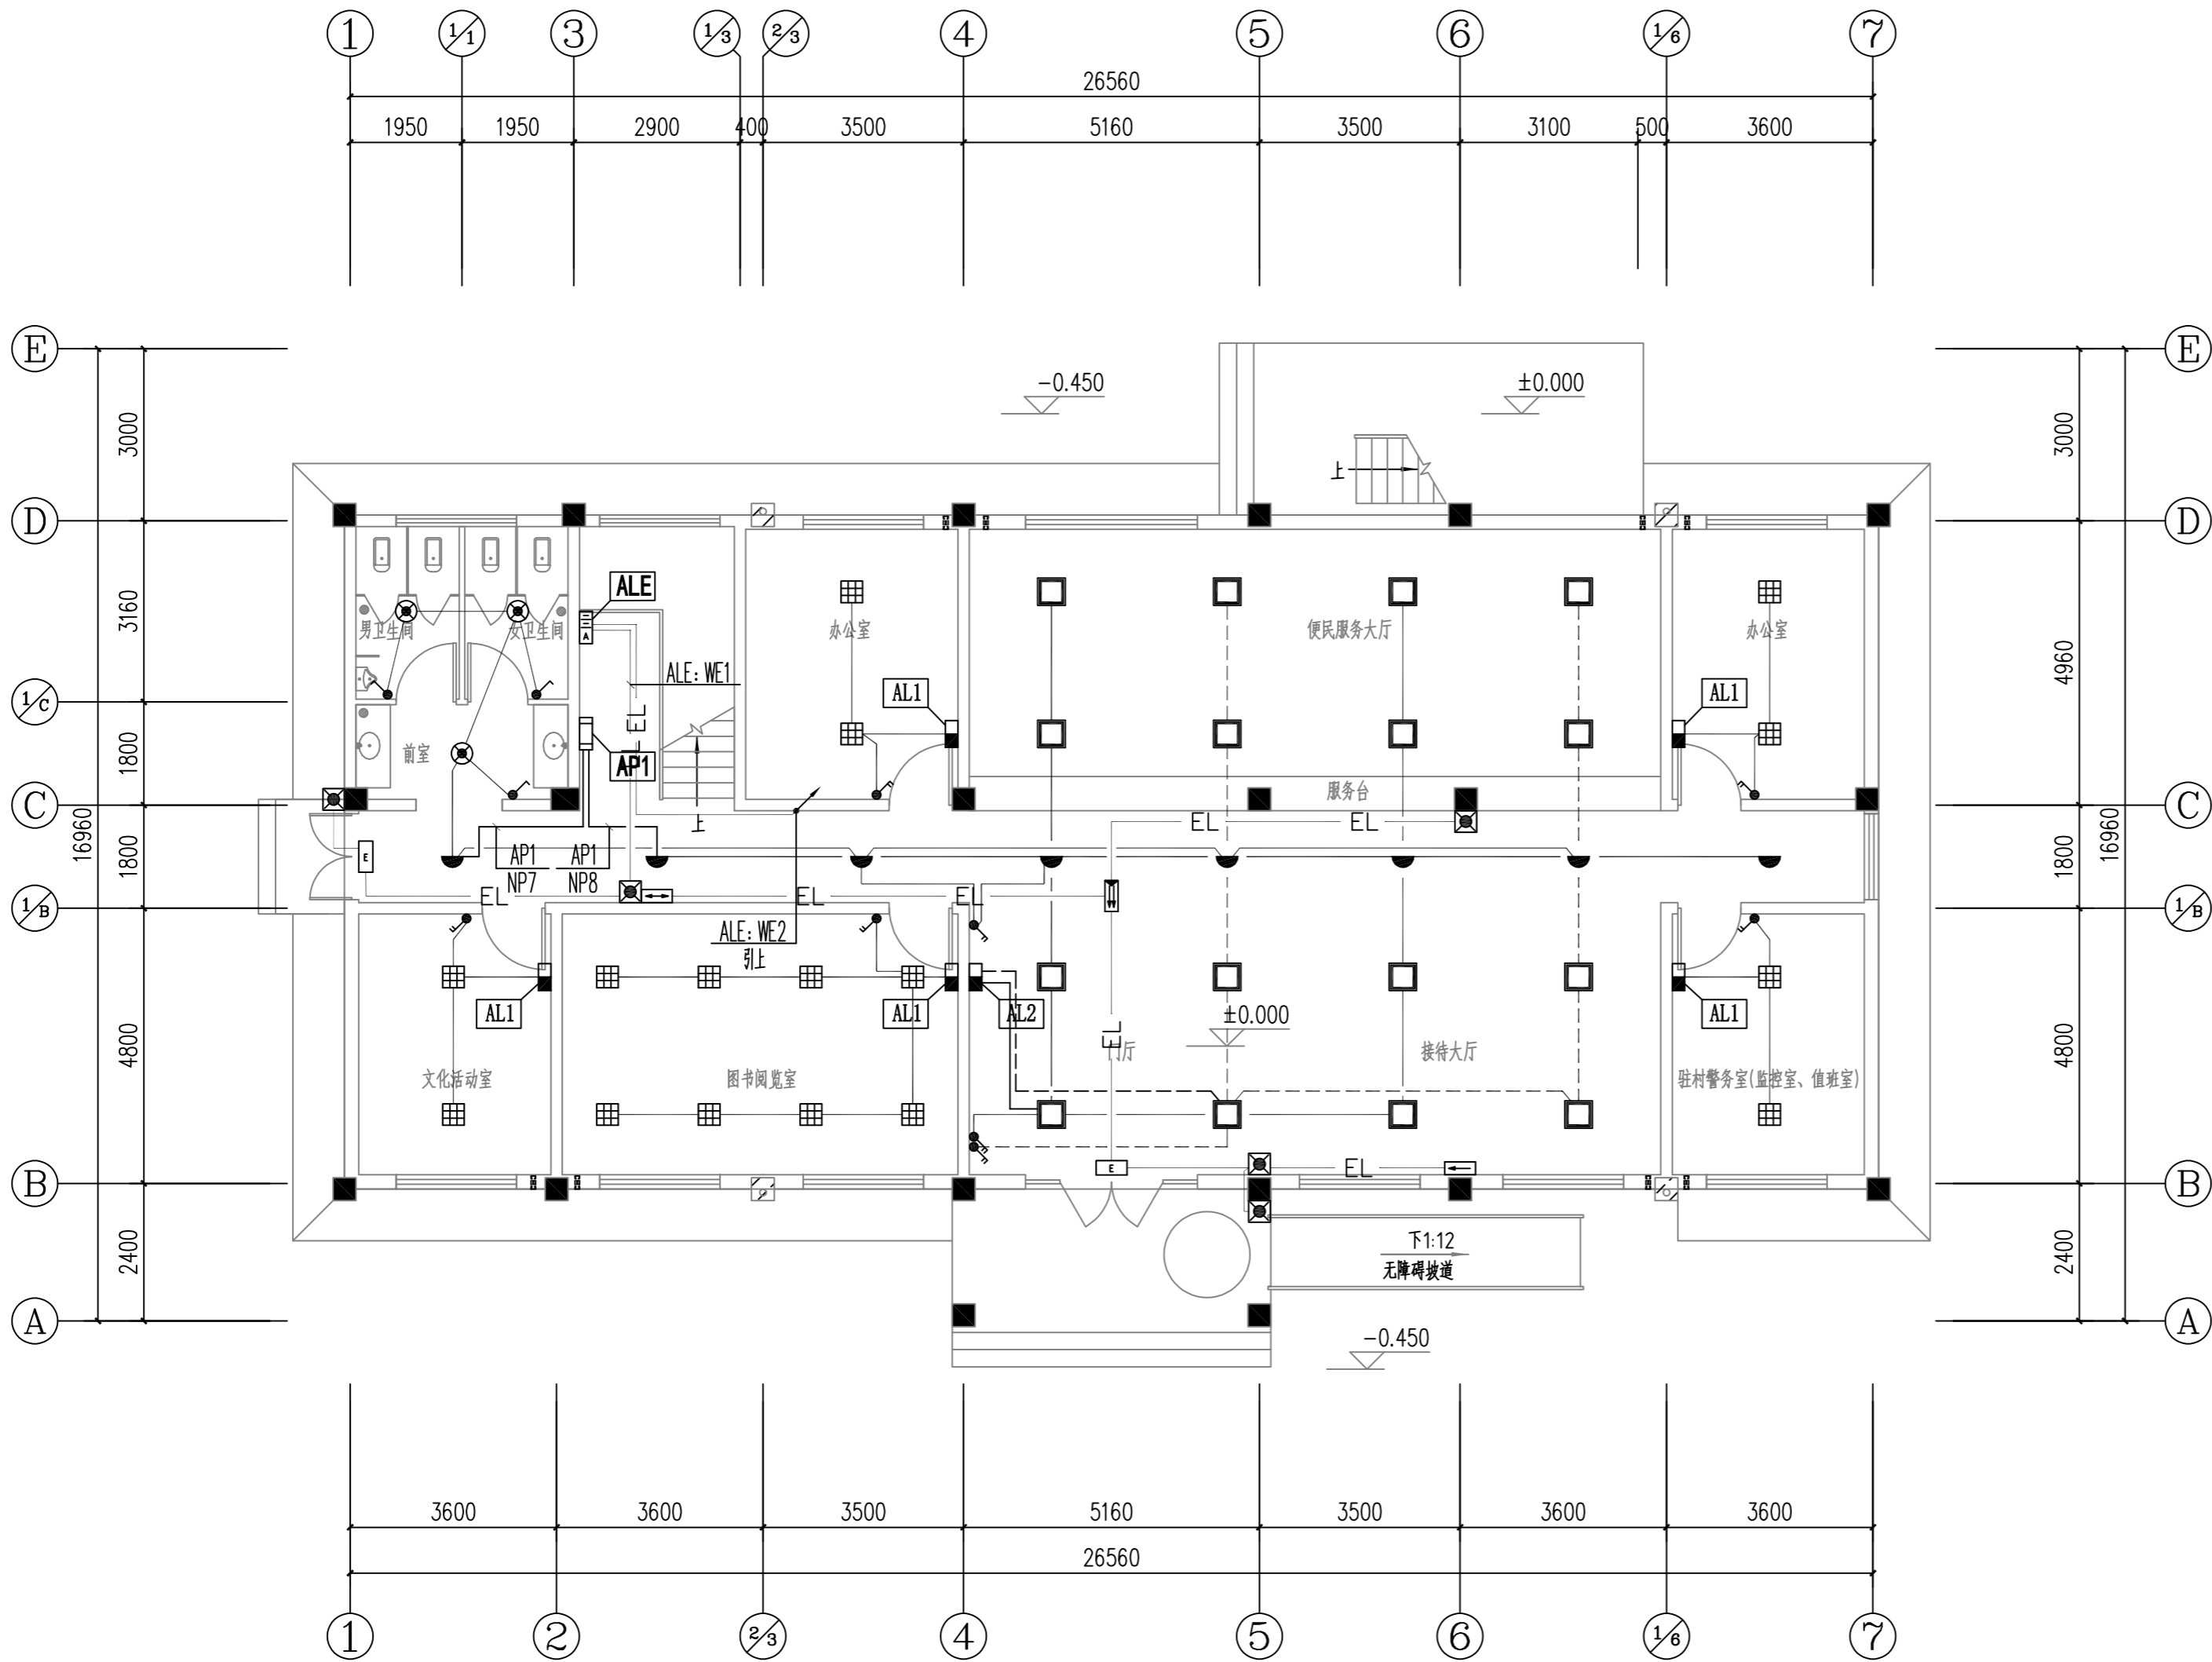 1
1/1
3
1/3
2/3
4
5
6
1/6
7
26560
1950
1950
2900
400
3500
5160
3500
3100
500
3600
E
E
-0.450
±0.000
3000
3000
上
D
D
ALE
男卫生间
女卫生间
办公室
便民服务大厅
办公室
3160
4960
A
ALE: WE1
AL1
AL1
1/C
EL
前室
AP1
1800
服务台
C
C
上
EL
EL
16960
16960
1800
1800
E
AP1
NP7
AP1
NP8
EL
EL
EL
1/B
1/B
ALE: WE2
引上
AL1
AL1
AL2
±0.000
AL1
EL
4800
4800
门厅
接待大厅
文化活动室
图书阅览室
驻村警务室(监控室、值班室)
E
EL
B
B
下1:12
无障碍坡道
2400
2400
A
A
-0.450
3600
3600
3500
5160
3500
3600
3600
26560
1
2
2/3
4
5
6
1/6
7